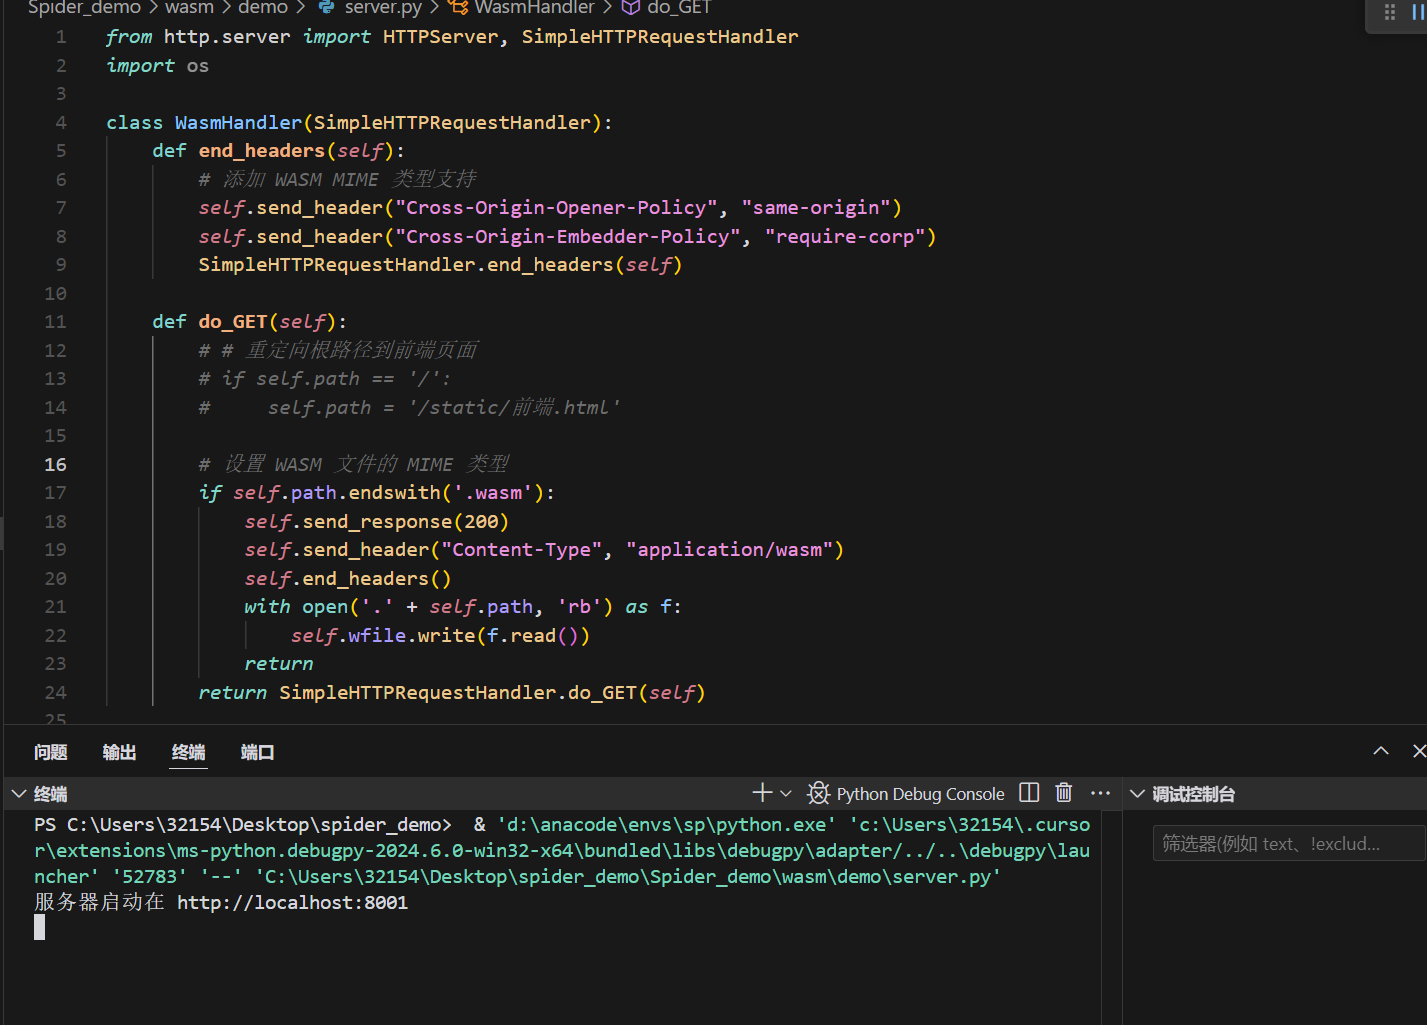 Spider_demo > wasm > demo > server.py > WasmHandler > do_GET
1 from http.server import HTTPServer, SimpleHTTPRequestHandler
2 import os
3
4 class WasmHandler(SimpleHTTPRequestHandler):
5 def end_headers(self):
6 # 添加 WASM MIME 类型支持
7 self.send_header("Cross-Origin-Opener-Policy", "same-origin")
8 self.send_header("Cross-Origin-Embedder-Policy", "require-corp")
9 SimpleHTTPRequestHandler.end_headers(self)
10
11 def do_GET(self):
12 # # 重定向根路径到前端页面
13 # if self.path == '/':
14 #     self.path = '/static/前端.html'
15
16 # 设置 WASM 文件的 MIME 类型
17 if self.path.endswith('.wasm'):
18 self.send_response(200)
19 self.send_header("Content-Type", "application/wasm")
20 self.end_headers()
21 with open('.' + self.path, 'rb') as f:
22 self.wfile.write(f.read())
23 return
24 return SimpleHTTPRequestHandler.do_GET(self)
25
问题 输出 终端 端口
终端 Python Debug Console ... 调试控制台
筛选器(例如 text、!exclud...
PS C:\Users\32154\Desktop\spider_demo>  & 'd:\anacode\envs\sp\python.exe' 'c:\Users\32154\.curso
r\extensions\ms-python.debugpy-2024.6.0-win32-x64\bundled\libs\debugpy\adapter/../..\debugpy\lau
ncher' '52783' '--' 'C:\Users\32154\Desktop\spider_demo\Spider_demo\wasm\demo\server.py'
服务器启动在 http://localhost:8001